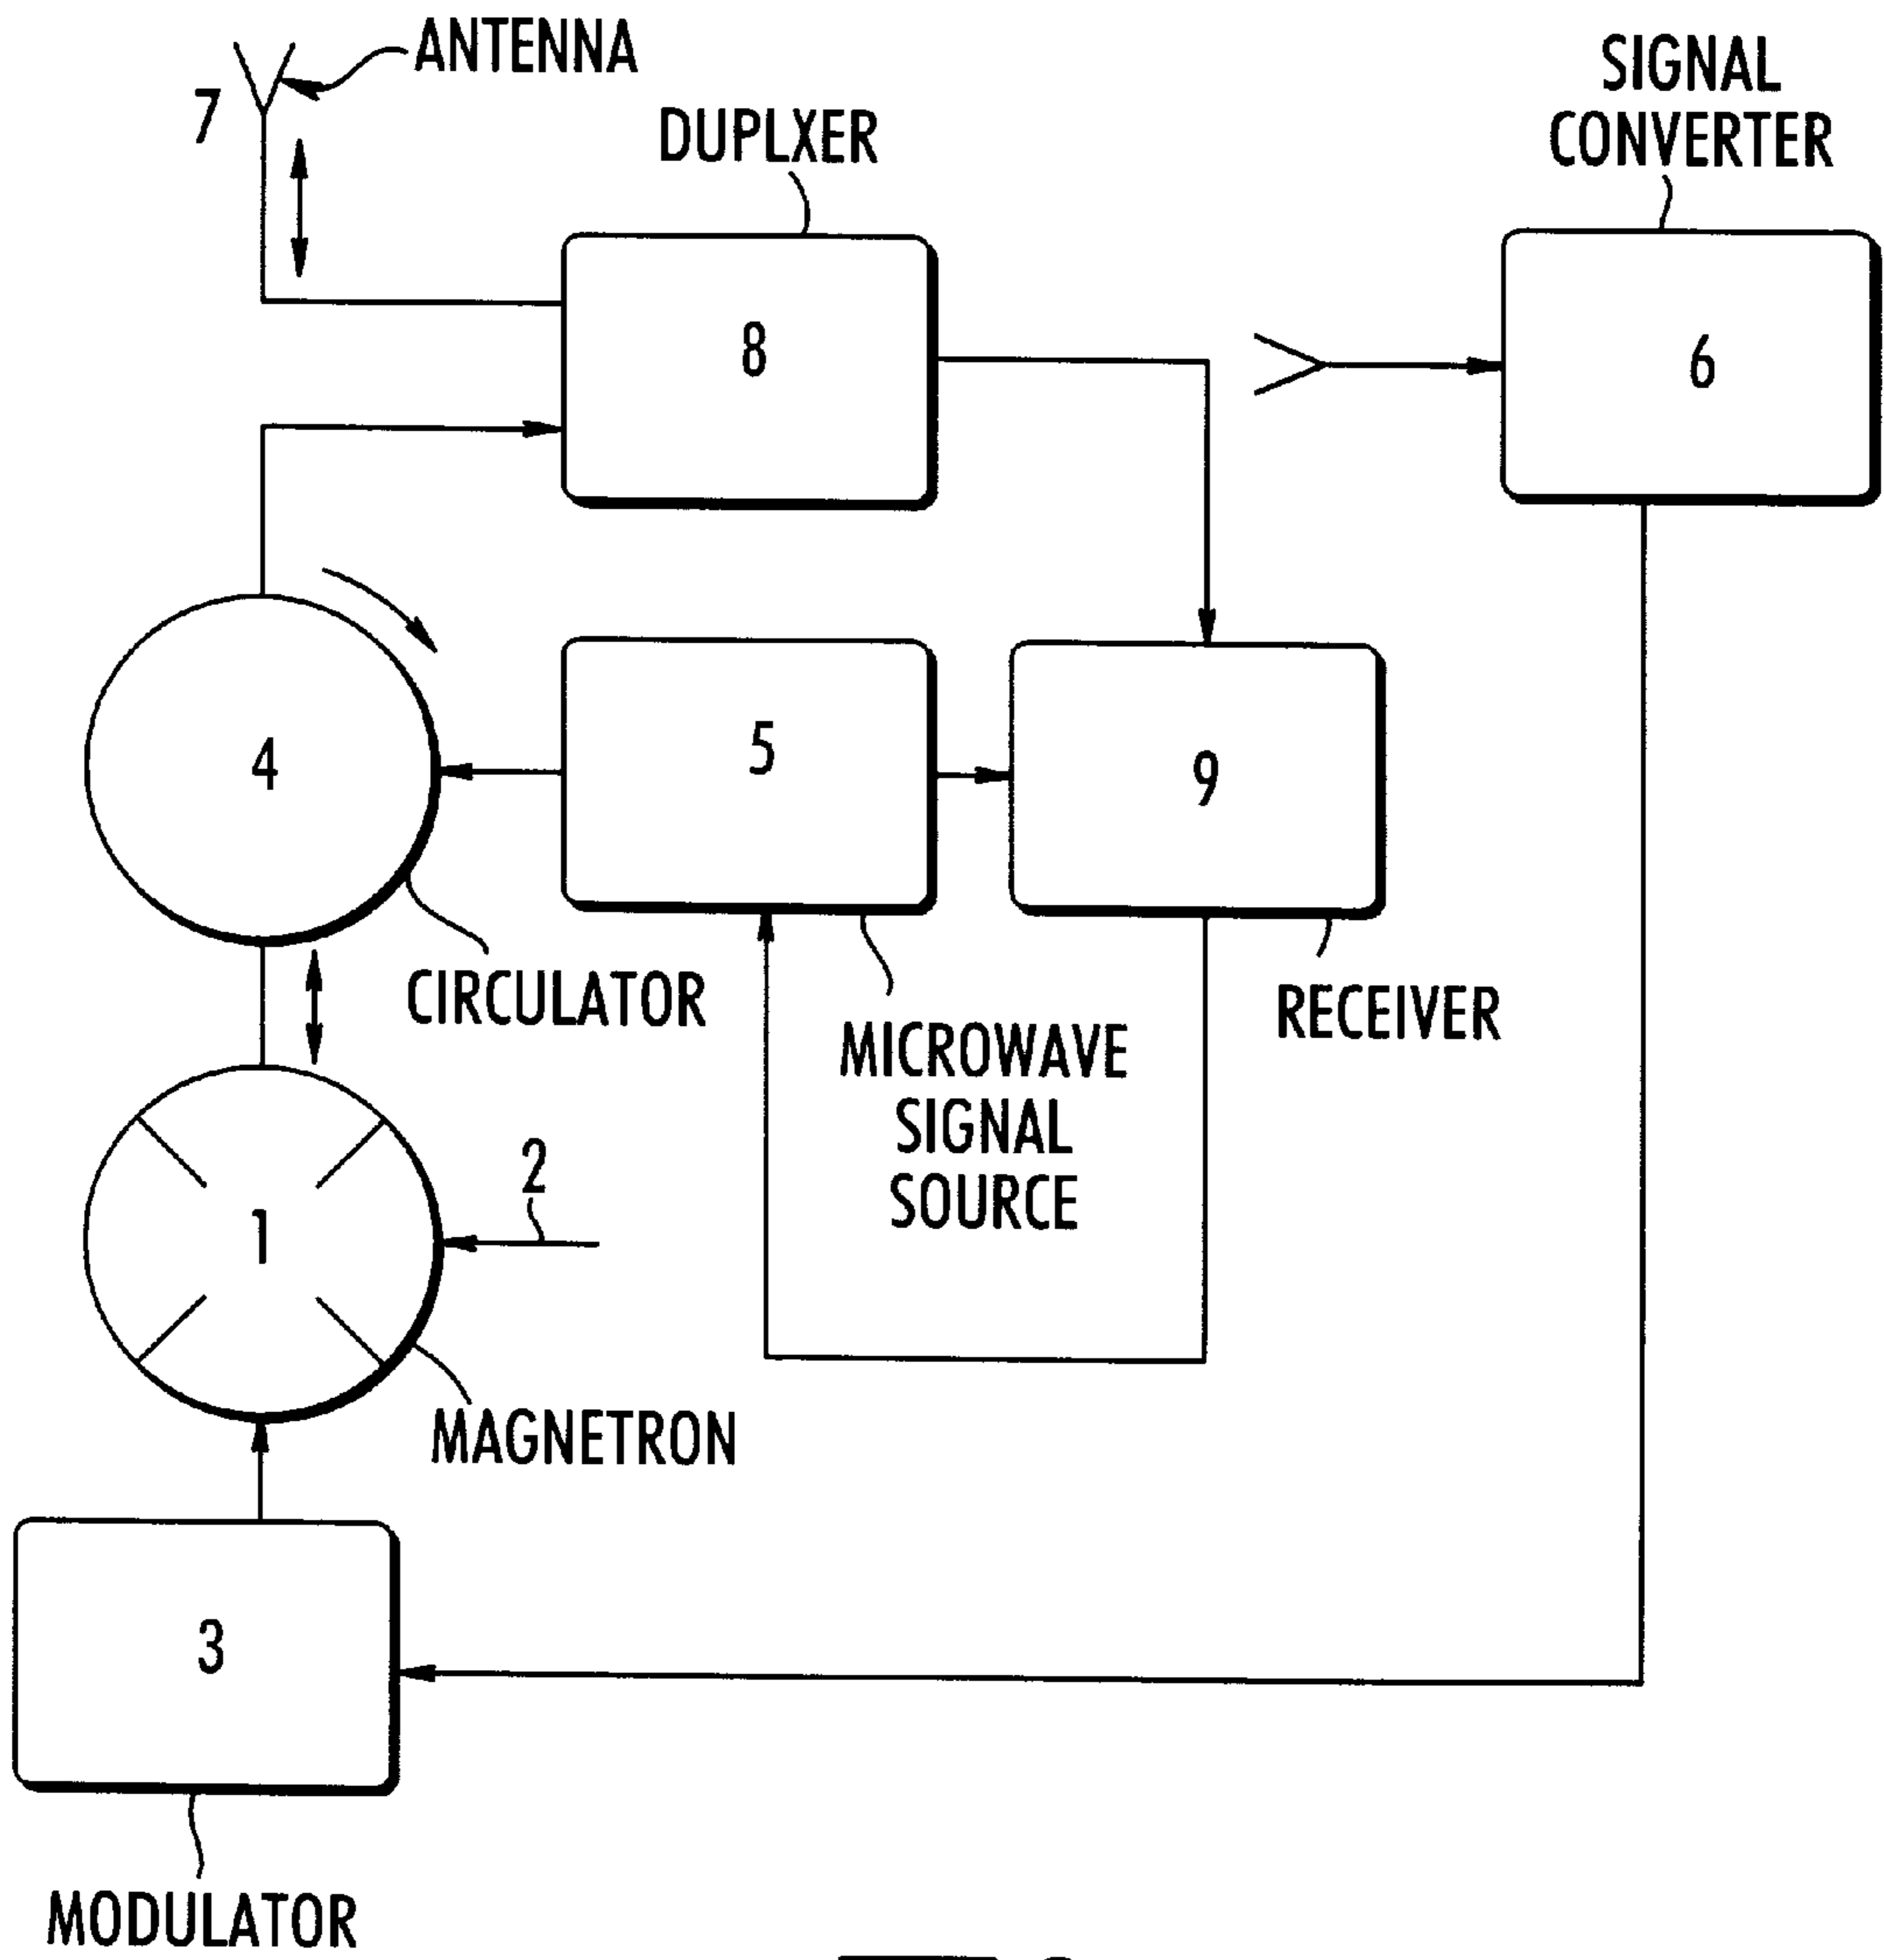 ANTENNA
7
DUPLXER
SIGNAL
CONVERTER
8
6
4
5
9
CIRCULATOR
MICROWAVE
SIGNAL
SOURCE
RECEIVER
2
1
MAGNETRON
3
MODULATOR